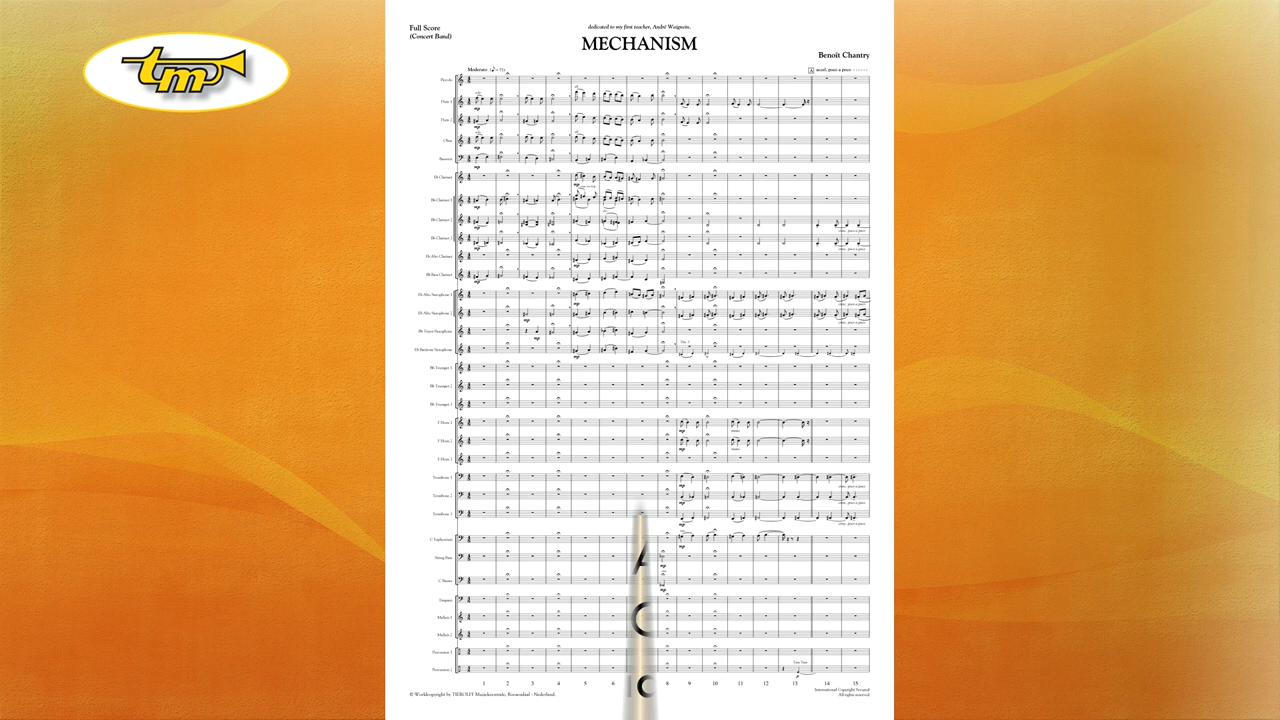 tm
Full Score
(Concert Band)
dedicated to my first teacher, André Waignein.
MECHANISM
Benoît Chantry
Moderato
A accel. poco a poco
Piccolo
Flute 1
Flute 2
Oboe
Bassoon
Eb Clarinet
Bb Clarinet 1
Bb Clarinet 2
Bb Clarinet 3
Eb Alto Clarinet
Bb Bass Clarinet
Eb Alto Saxophone 1
Eb Alto Saxophone 2
Bb Tenor Saxophone
Eb Baritone Saxophone
Bb Trumpet 1
Bb Trumpet 2
Bb Trumpet 3
F Horn 1
F Horn 2
F Horn 3
Trombone 1
Trombone 2
Trombone 3
C Euphonium
String Bass
C Basses
Timpani
Mallets 1
Mallets 2
Percussion 1
Percussion 2
Tam Tam
1 2 3 4 5 6 8 9 10 11 12 13 14 15
© Worldcopyright by TIEROLFF Muziekcentrale, Roosendaal - Nederland.
International Copyright Secured
All rights reserved